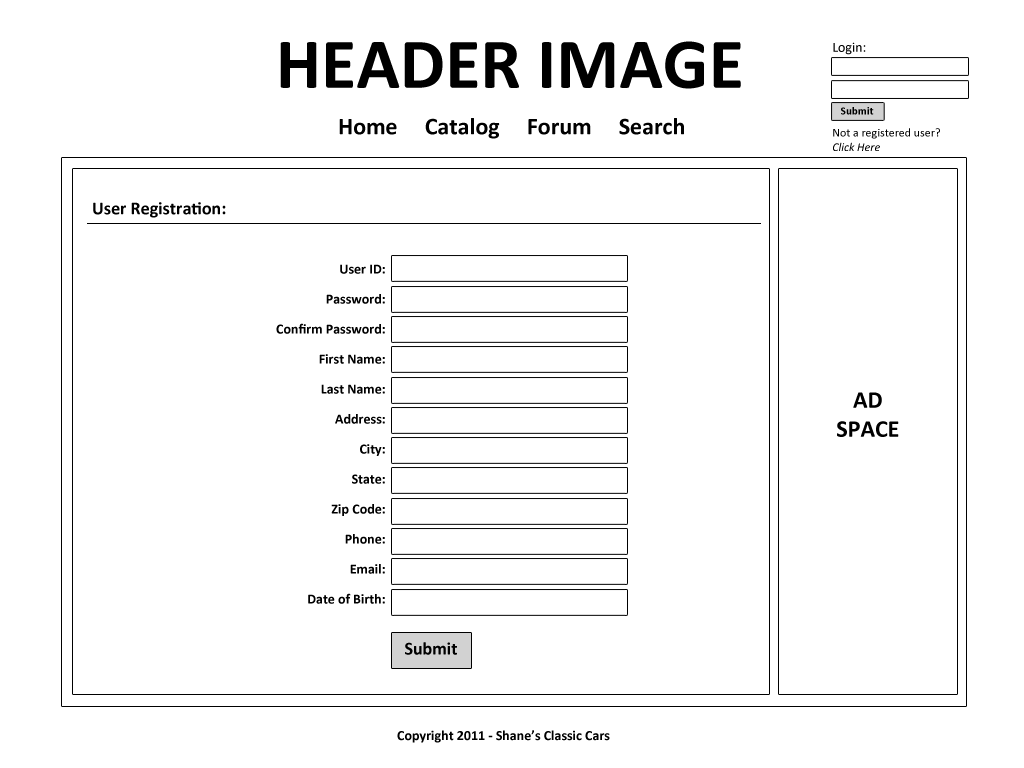 HEADER IMAGE
Login:
Submit
Not a registered user?
Click Here
Home Catalog Forum Search
User Registration:
User ID:
Password:
Confirm Password:
First Name:
Last Name:
Address:
City:
State:
Zip Code:
Phone:
Email:
Date of Birth:
Submit
AD
SPACE
Copyright 2011 - Shane’s Classic Cars